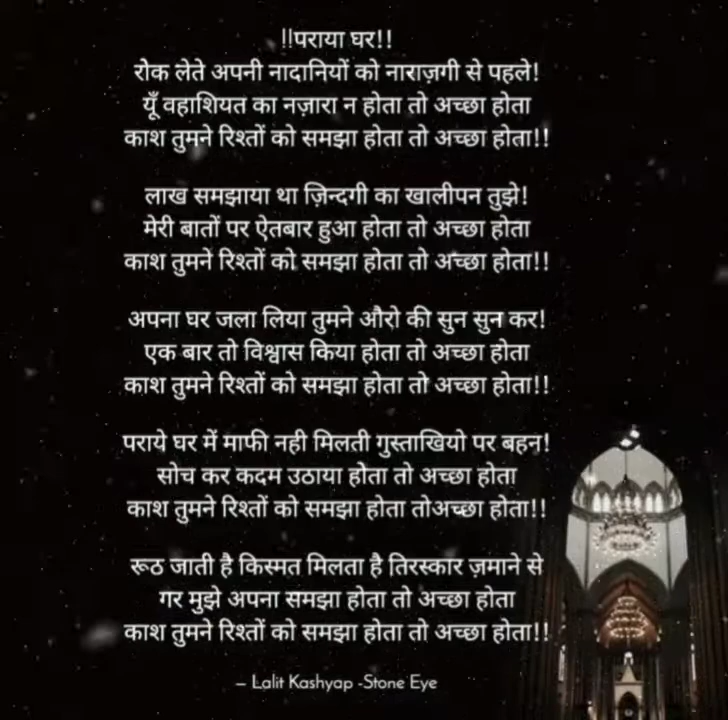 !!पराया घर!!
रोक लेते अपनी नादानियों को नाराज़गी से पहले!
यूँ वहाशियत का नज़ारा न होता तो अच्छा होता
काश तुमने रिश्तों को समझा होता तो अच्छा होता!!
लाख समझाया था ज़िन्दगी का खालीपन तुझे!
मेरी बातों पर ऐतबार हुआ होता तो अच्छा होता
काश तुमने रिश्तों को समझा होता तो अच्छा होता!!
अपना घर जला लिया तुमने औरो की सुन सुन कर!
एक बार तो विश्वास किया होता तो अच्छा होता
काश तुमने रिश्तों को समझा होता तो अच्छा होता!!
पराये घर में माफी नही मिलती गुस्ताखियो पर बहन!
सोच कर कदम उठाया होता तो अच्छा होता
काश तुमने रिश्तों को समझा होता तोअच्छा होता!!
रूठ जाती है किस्मत मिलता है तिरस्कार ज़माने से
गर मुझे अपना समझा होता तो अच्छा होता
काश तुमने रिश्तों को समझा होता तो अच्छा होता!!
– Lalit Kashyap -Stone Eye